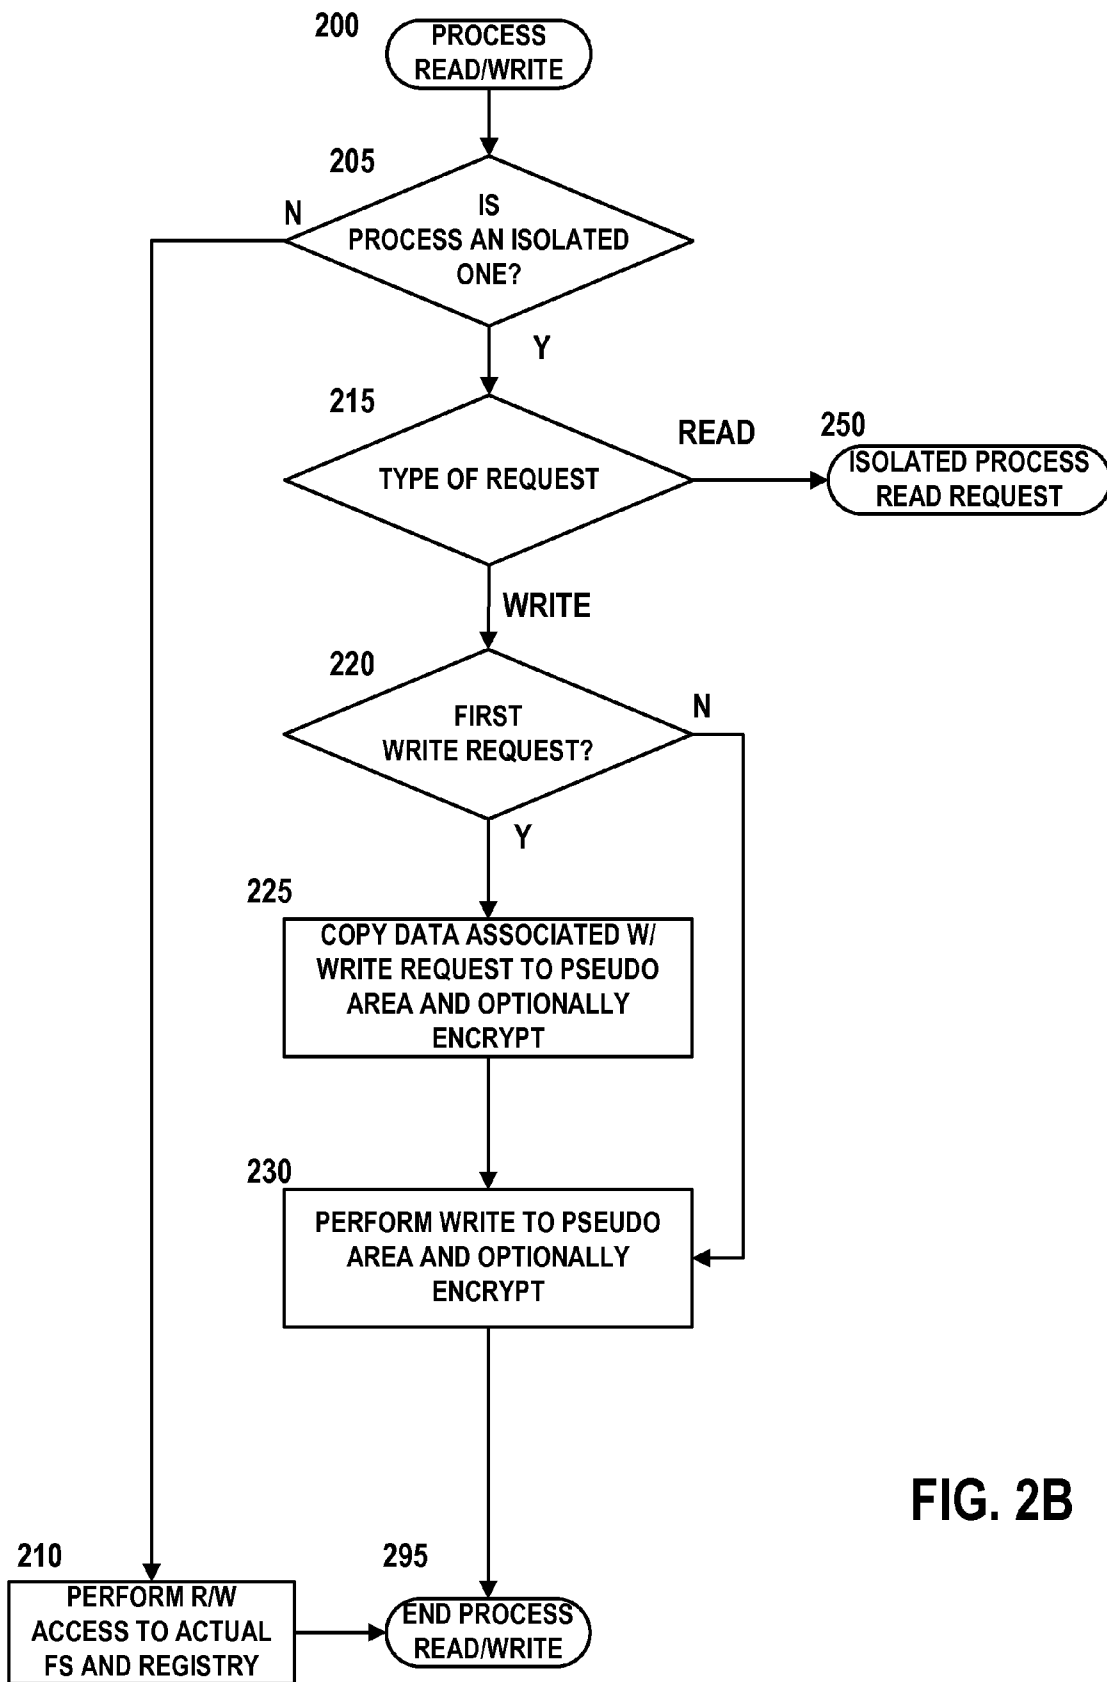 200
PROCESS
READ/WRITE
205
N
IS
PROCESS AN ISOLATED
ONE?
Y
215
TYPE OF REQUEST
READ
250
ISOLATED PROCESS
READ REQUEST
WRITE
220
FIRST
WRITE REQUEST?
N
Y
225
COPY DATA ASSOCIATED W/
WRITE REQUEST TO PSEUDO
AREA AND OPTIONALLY
ENCRYPT
230
PERFORM WRITE TO PSEUDO
AREA AND OPTIONALLY
ENCRYPT
FIG. 2B
210
PERFORM R/W
ACCESS TO ACTUAL
FS AND REGISTRY
295
END PROCESS
READ/WRITE